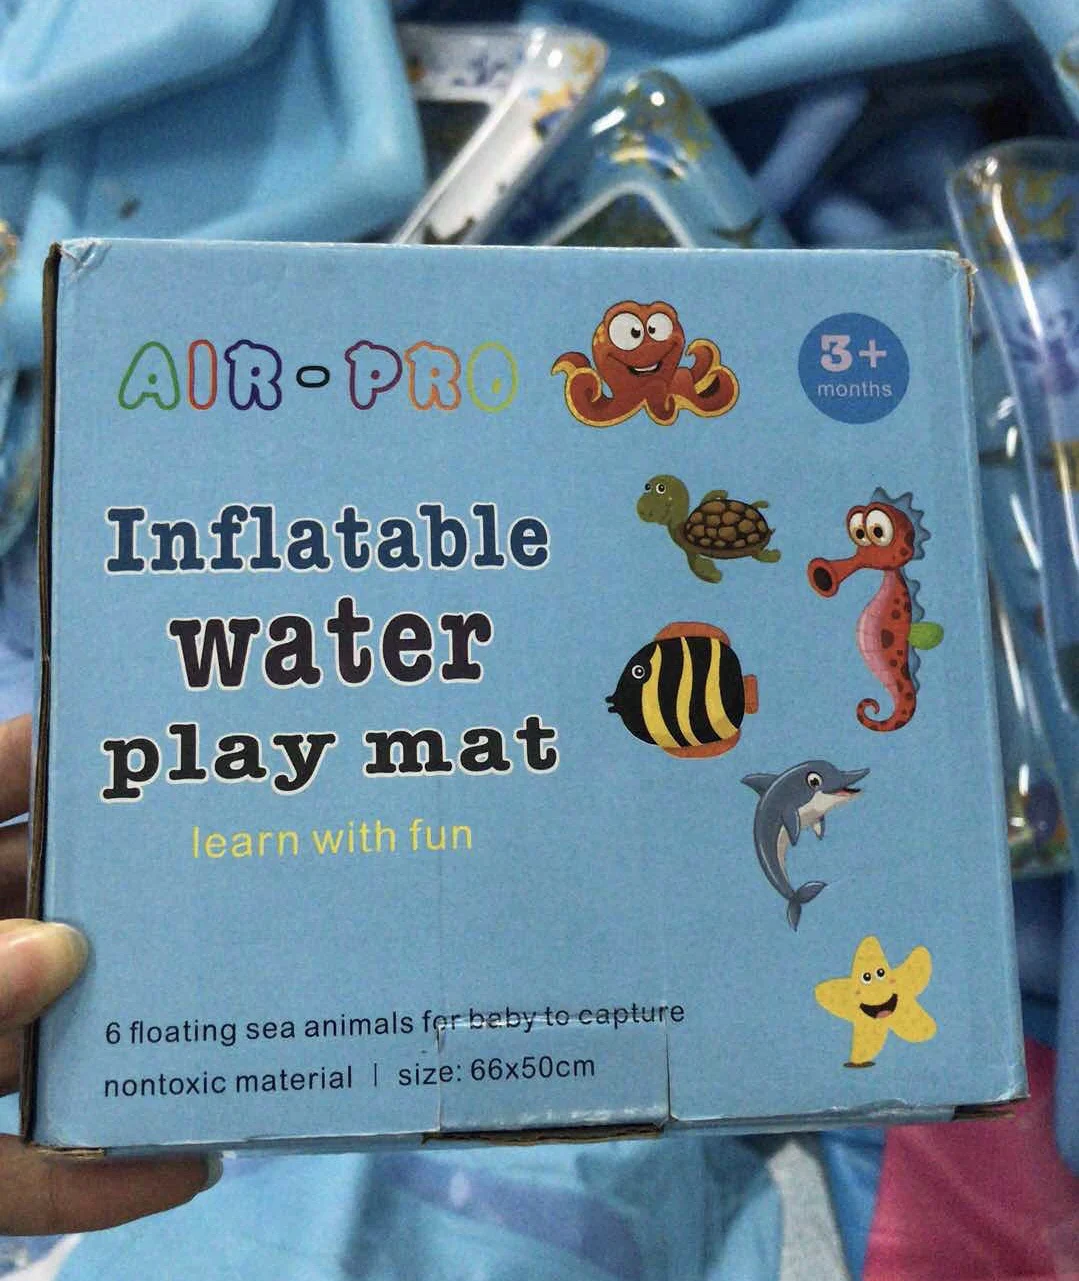 AIR-PRO
3+
months
Inflatable
water
play mat
learn with fun
6 floating sea animals for baby to capture
nontoxic material | size: 66x50cm